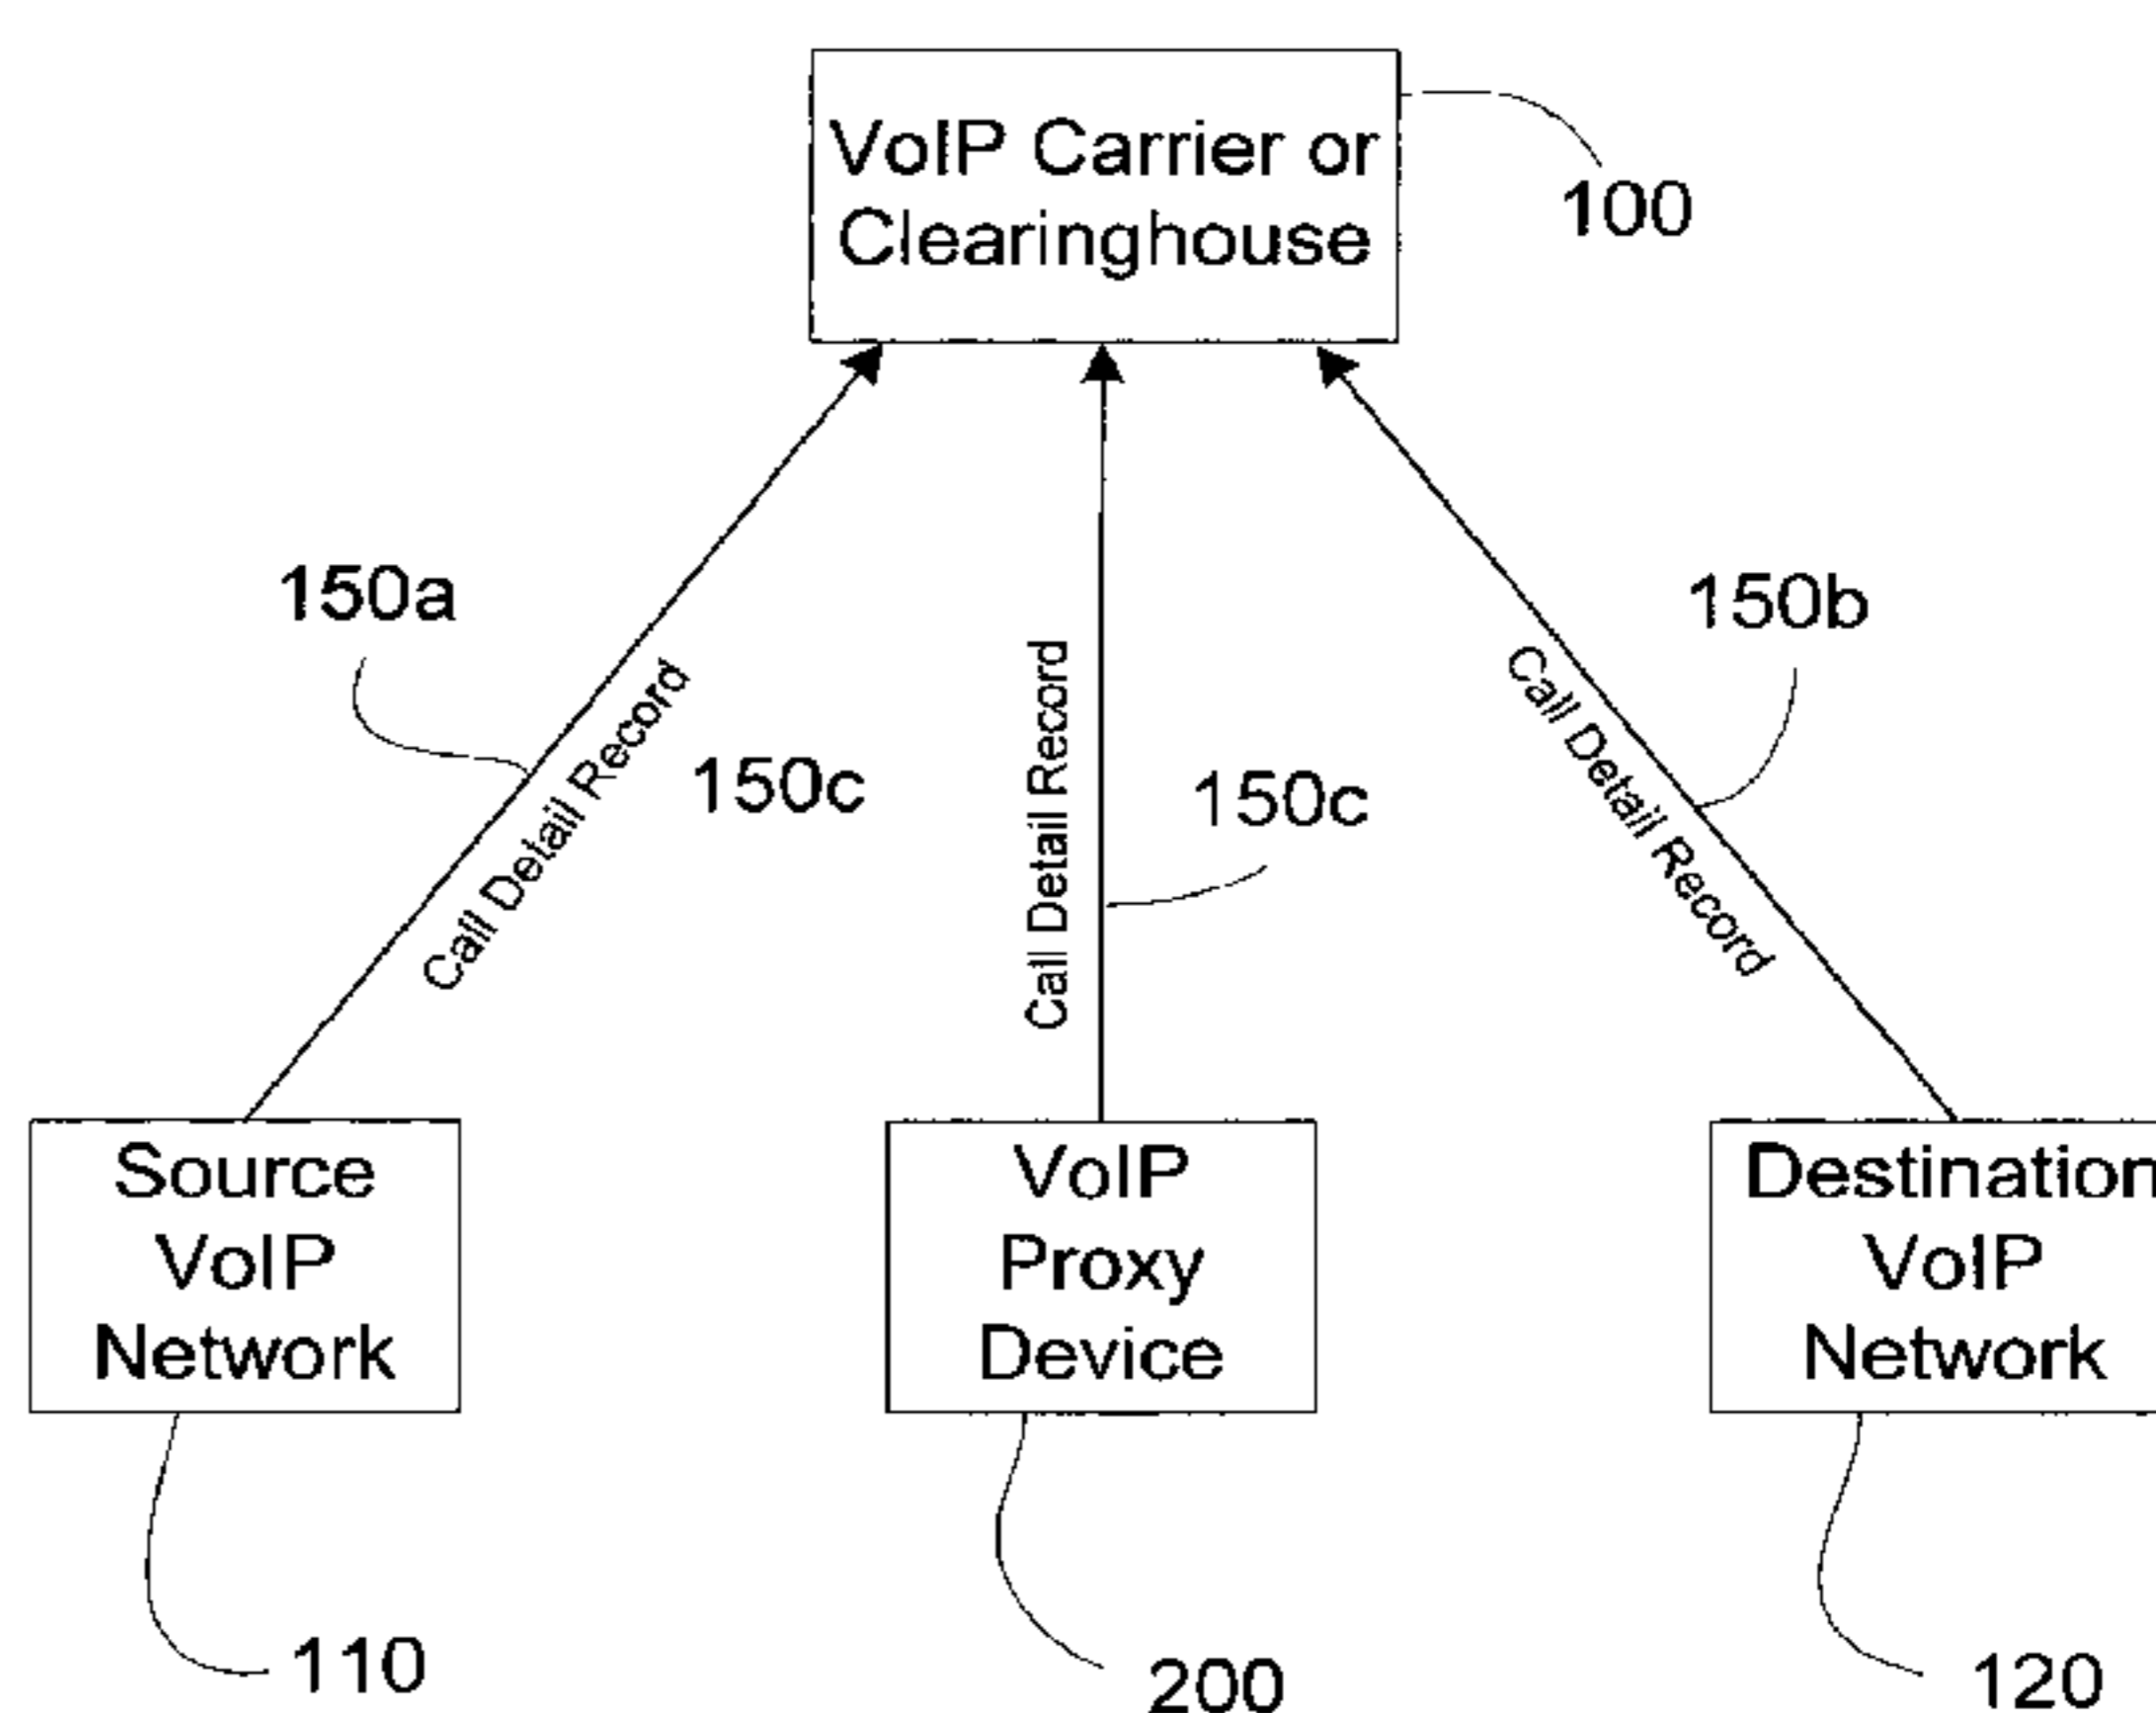 VoIP Carrier or
Clearinghouse
100
150a
150b
Call Detail Record
150c
Call Detail Record
150c
Call Detail Record
Source
VoIP
Network
VoIP
Proxy
Device
Destination
VoIP
Network
110
200
120